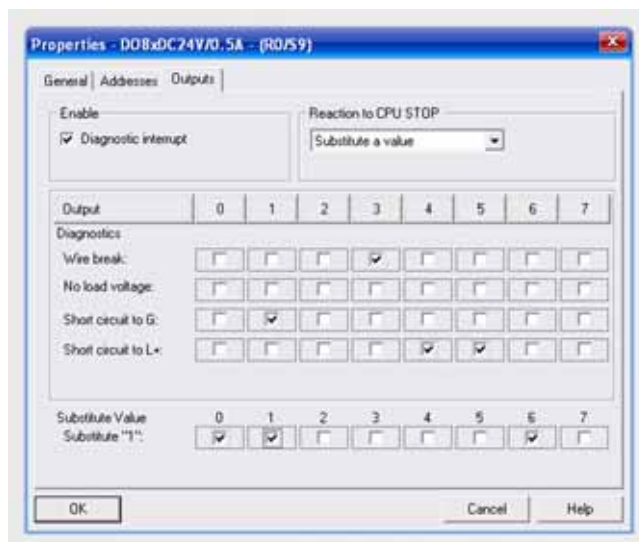 Properties - DO8xDC24V/0.5A - (R0/S9)
General Addresses Outputs
Enable
Reaction to CPU STOP
Diagnostic interrupt
Substitute a value
Output 0 1 2 3 4 5 6 7
Diagnostics
Wire break:
No load voltage:
Short circuit to G:
Short circuit to L+:
Substitute Value 0 1 2 3 4 5 6 7
Substitute "1":
OK Cancel Help